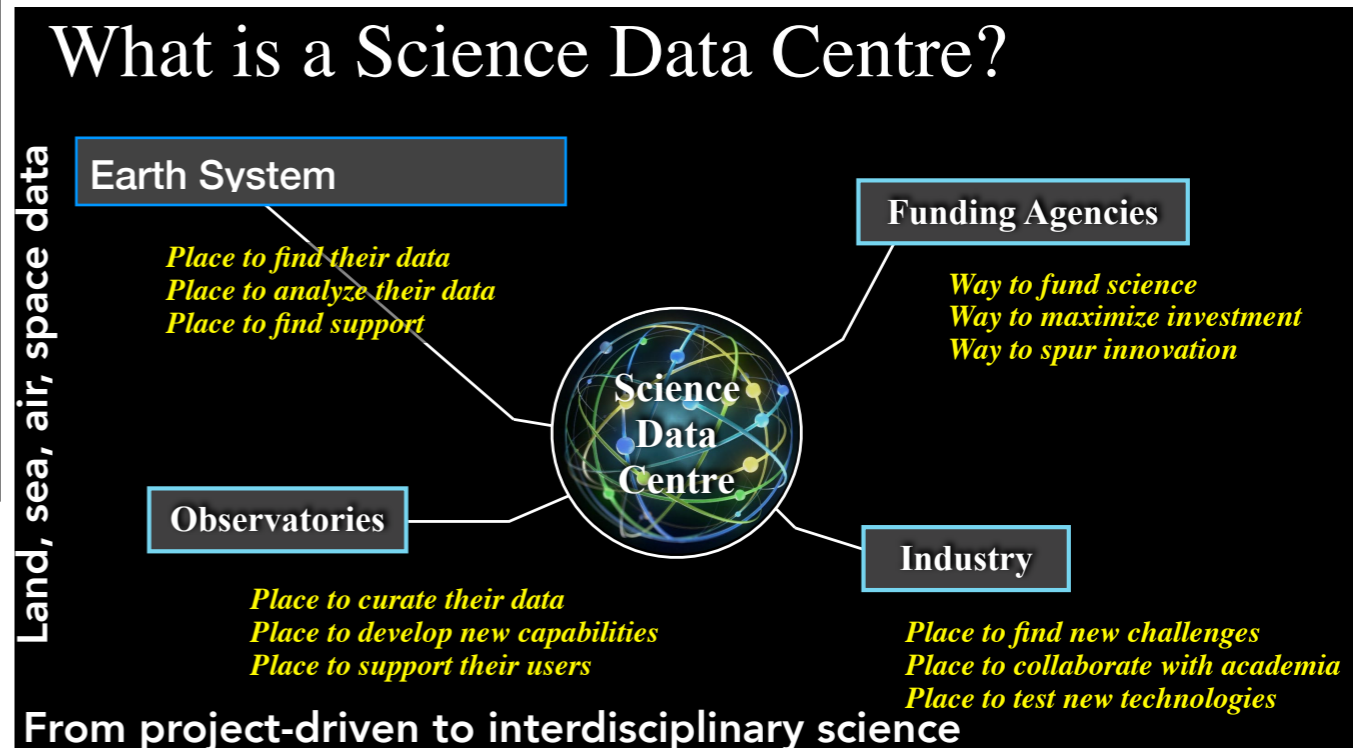 What is a Science Data Centre?
Land, sea, air, space data
Earth System
Place to find their data
Place to analyze their data
Place to find support
Funding Agencies
Way to fund science
Way to maximize investment
Way to spur innovation
Science
Data
Centre
Observatories
Place to curate their data
Place to develop new capabilities
Place to support their users
Industry
Place to find new challenges
Place to collaborate with academia
Place to test new technologies
From project-driven to interdisciplinary science